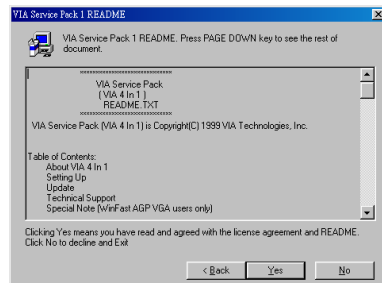 VIA Service Pack 1 README
VIA Service Pack 1 README. Press PAGE DOWN key to see the rest of
document.
VIA Service Pack
( VIA 4 In 1 )
README.TXT
VIA Service Pack (VIA 4 In 1) is Copyright(C) 1999 VIA Technologies, Inc.
Table of Contents:
About VIA 4 In 1
Setting Up
Update
Technical Support
Special Note (WinFast AGP VGA users only)
Clicking Yes means you have read and agreed with the license agreement and README.
Click No to decline and Exit
< Back
Yes
No